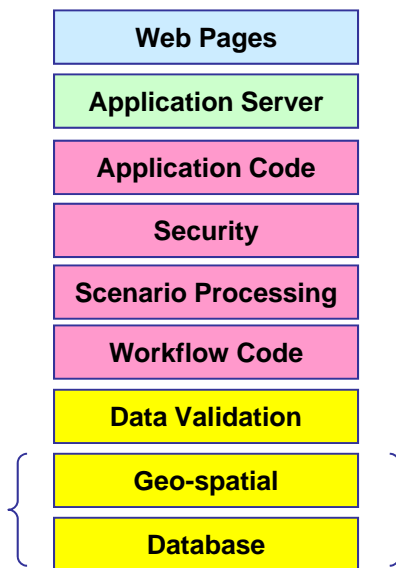 Web Pages
Application Server
Application Code
Security
Scenario Processing
Workflow Code
Data Validation
Geo-spatial
Database